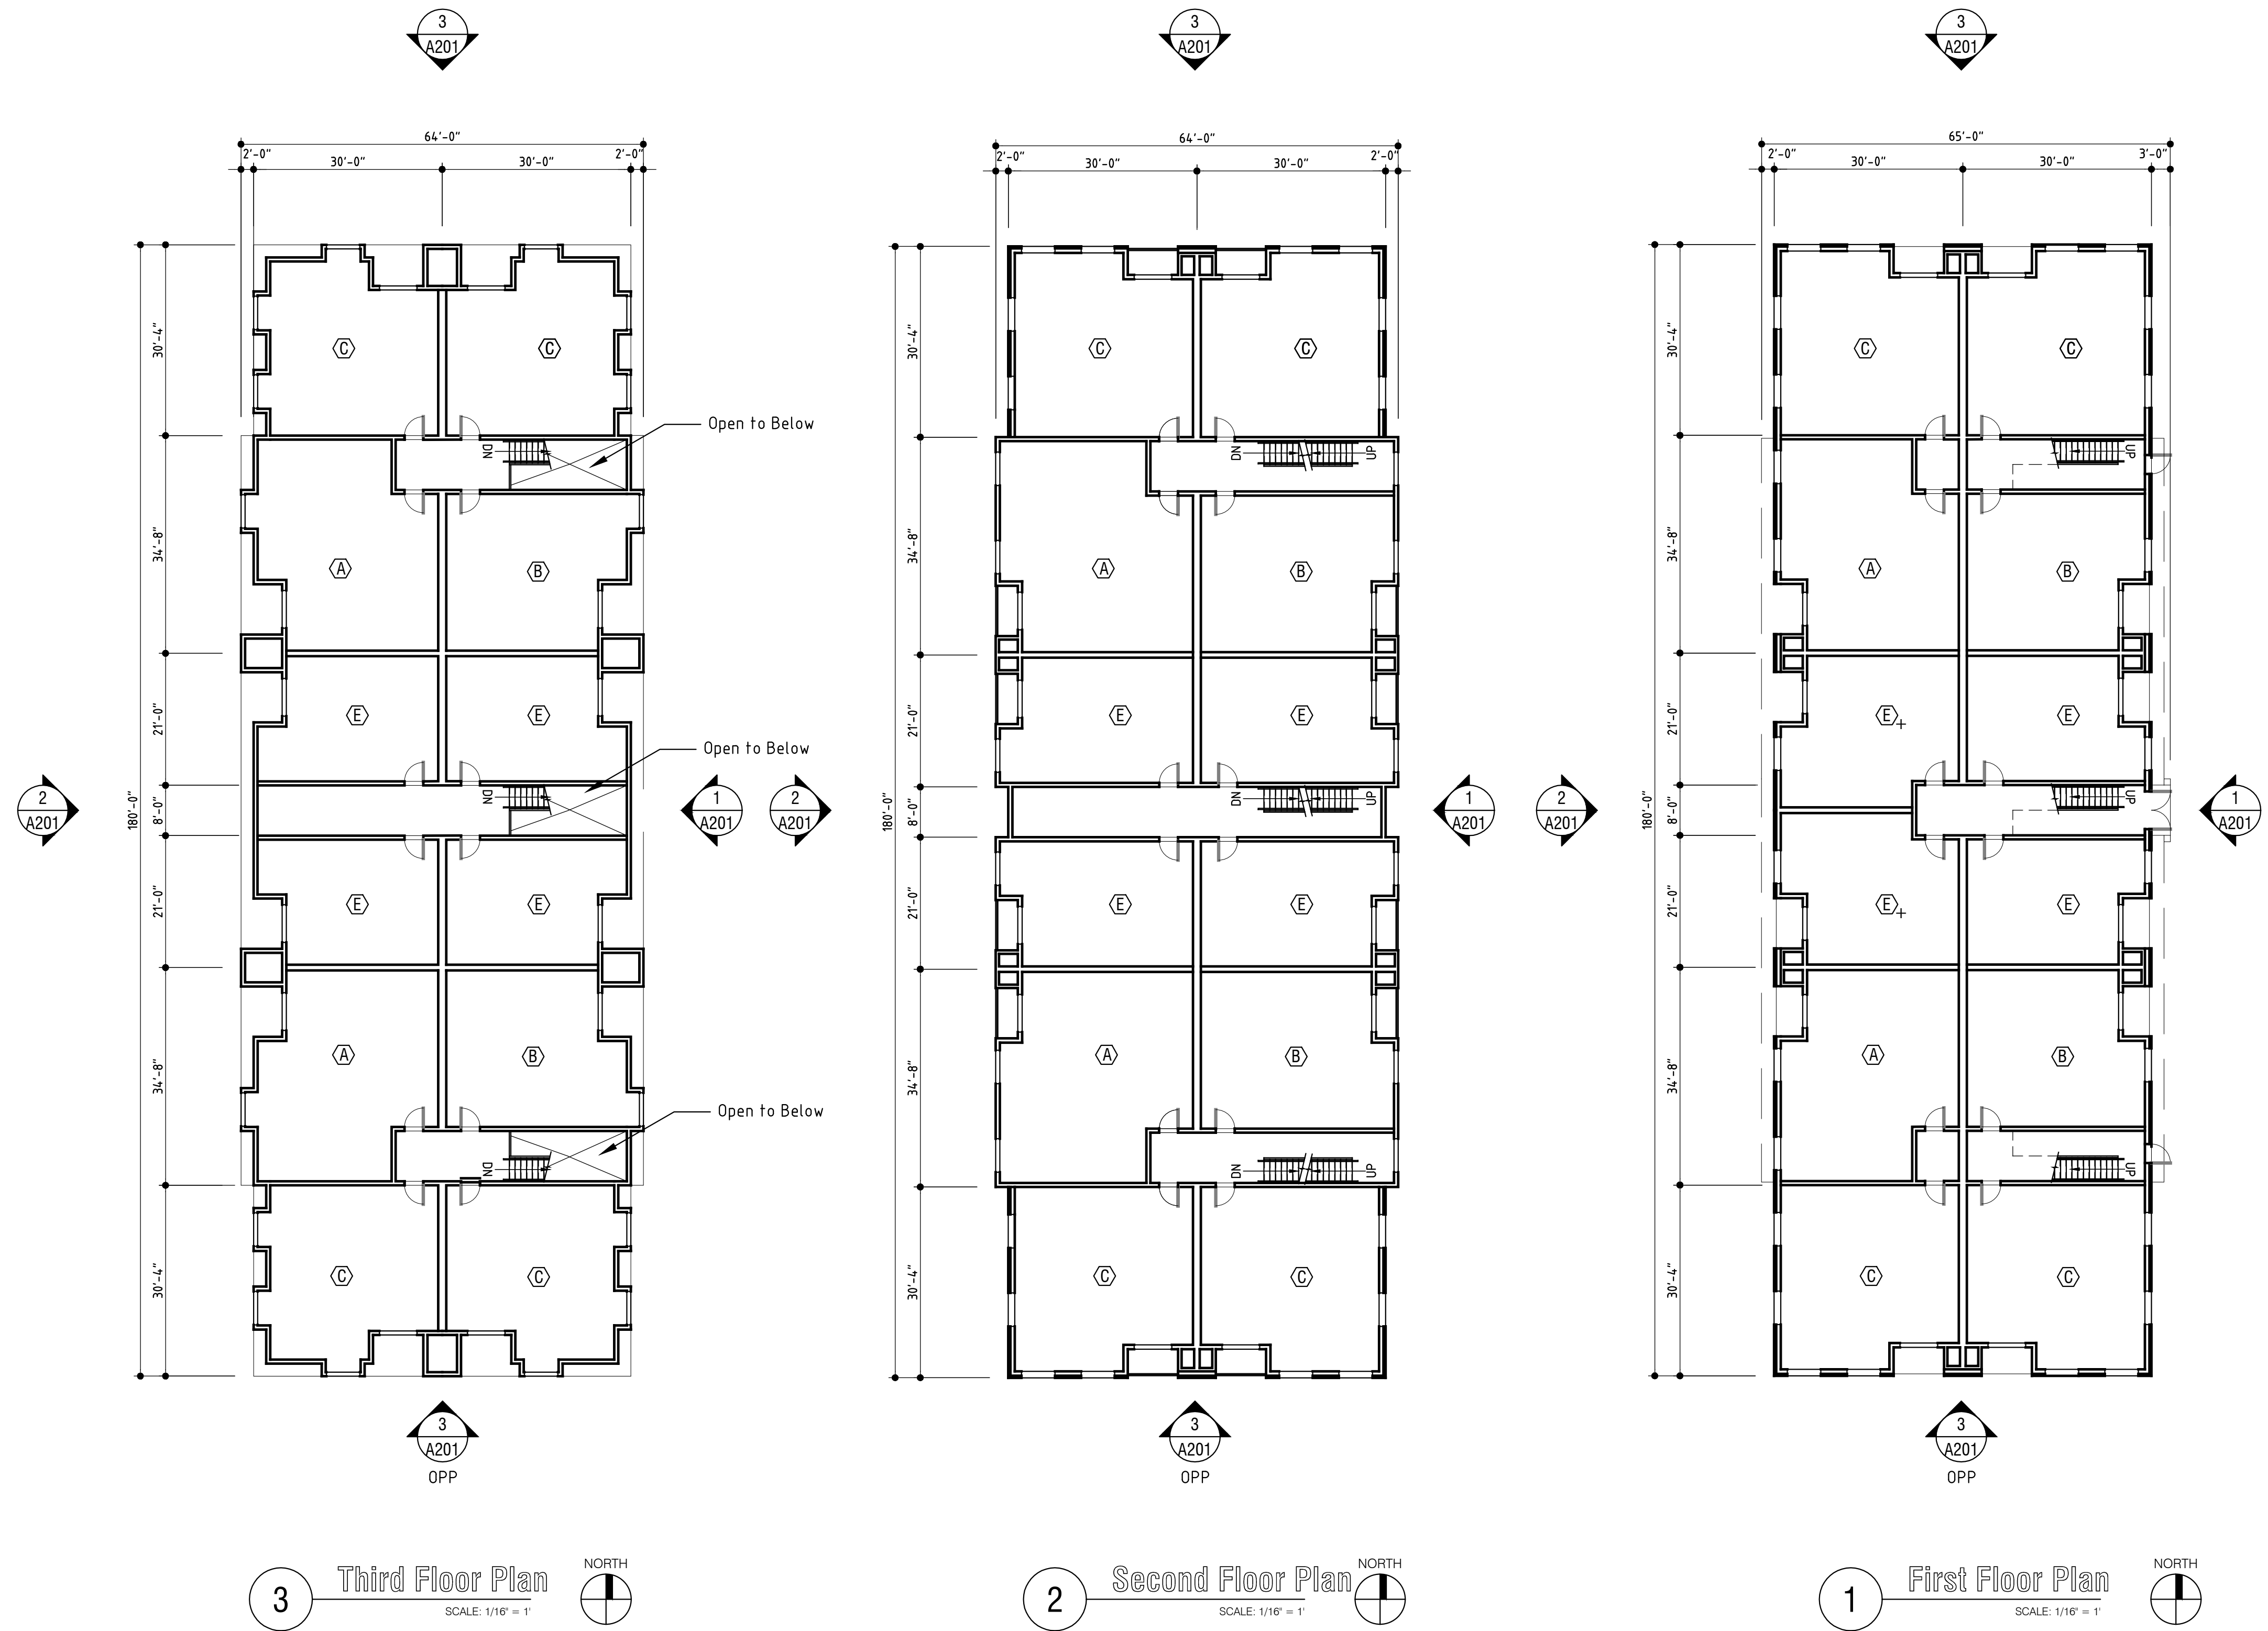 3
A201
3
A201
3
A201
64'-0"
2'-0"
30'-0"
30'-0"
2'-0"
64'-0"
2'-0"
30'-0"
30'-0"
2'-0"
65'-0"
2'-0"
30'-0"
30'-0"
3'-0"
180'-0"
30'-4"
34'-8"
21'-0"
8'-0"
21'-0"
34'-8"
30'-4"
C
C
DN
Open to Below
A
B
E
E
Open to Below
DN
E
E
A
B
Open to Below
DN
C
C
2
A201
1
A201
180'-0"
30'-4"
34'-8"
21'-0"
8'-0"
21'-0"
34'-8"
30'-4"
C
C
DN
UP
A
B
E
E
DN
UP
E
E
A
B
DN
UP
C
C
2
A201
1
A201
180'-0"
30'-4"
34'-8"
21'-0"
8'-0"
21'-0"
34'-8"
30'-4"
C
C
UP
A
B
E+
E
UP
E+
E
A
B
UP
C
C
2
A201
1
A201
3
A201
OPP
3
A201
OPP
3
A201
OPP
3
Third Floor Plan
SCALE: 1/16" = 1'
NORTH
2
Second Floor Plan
SCALE: 1/16" = 1'
NORTH
1
First Floor Plan
SCALE: 1/16" = 1'
NORTH